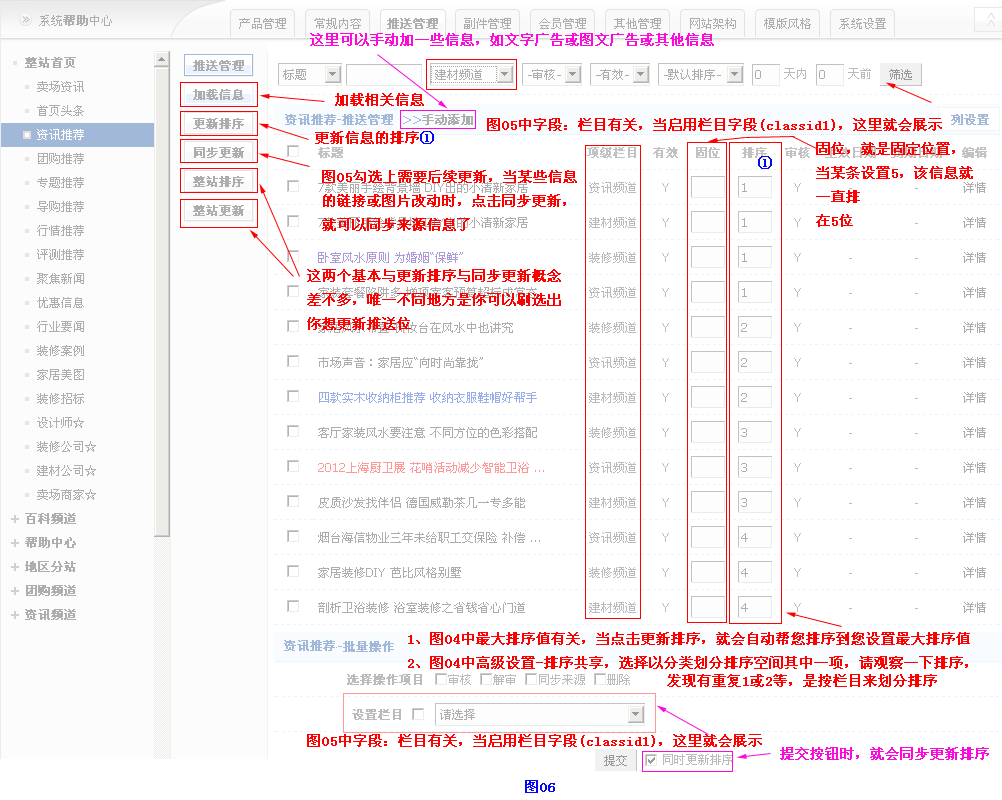 系统帮助中心
产品管理 常规内容 推送管理 副件管理 会员管理 其他管理 网站架构 模版风格 系统设置
这里可以手动加一些信息，如文字广告或图文广告或其他信息
整站首页
卖场资讯
首页头条
资讯推荐
团购推荐
专题推荐
导购推荐
行情推荐
评测推荐
聚焦新闻
优惠信息
行业要闻
装修案例
家居美图
装修招标
设计师☆
装修公司☆
建材公司☆
卖场商家☆
百科频道
帮助中心
地区分站
团购频道
资讯频道
推送管理
加载信息
更新排序
同步更新
整站排序
整站更新
标题 建材频道 -审核- -有效- -默认排序- 0 天内 0 天前 筛选
加载相关信息
资讯推荐-推送管理 >>手动添加
图05中字段：栏目有关，当启用栏目字段(classid1)，这里就会展示
列设置
更新信息的排序①
标题 项级栏目 有效 固位 排序 审核 编辑
①
固位， 就是固定位置，
当某条设置5，该信息就
一直排
在5位
图05勾选上需要后续更新，当某些信息
的链接或图片改动时，点击同步更新，
就可以同步来源信息了
7款美丽手绘背景墙 DIY出的小清新家居 资讯频道 Y 1 详情
建材频道 Y 1 - - 详情
卧室风水原则 为婚姻“保鲜” 装修频道 Y 1 Y - - 详情
资讯频道 Y 1 Y - - 详情
这两个基本与更新排序与同步更新概念
差不多，唯一不同地方是你可以刷选出
你想更新推送位
妆台在风水中也讲究 装修频道 Y 2 Y - - 详情
市场声音：家居应“向时尚靠拢” 资讯频道 Y 2 Y - - 详情
四款实木收纳柜推荐 收纳衣服鞋帽好帮手 建材频道 Y 2 Y - - 详情
客厅家装风水要注意 不同方位的色彩搭配 装修频道 Y 3 Y - - 详情
2012上海厨卫展 花哨活动减少智能卫浴 ... 资讯频道 Y 3 Y - - 详情
皮质沙发找伴侣 德国威勒茶几一专多能 建材频道 Y 3 Y - - 详情
烟台海信物业三年未给职工交保险 补偿 ... 资讯频道 Y 4 Y - - 详情
家居装修DIY 芭比风格别墅 装修频道 Y 4 Y - - 详情
剖析卫浴装修 浴室装修之省钱省心门道 建材频道 Y 4 Y - - 详情
资讯推荐-批量操作
1、图04中最大排序值有关，当点击更新排序，就会自动帮您排序到您设置最大排序值
2、图04中高级设置-排序共享，选择以分类划分排序空间其中一项，请观察一下排序，
发现有重复1或2等，是按栏目来划分排序
选择操作项目 审核 解审 同步来源 删除
设置栏目 请选择
图05中字段：栏目有关，当启用栏目字段(classid1)，这里就会展示
提交 同时更新排序
提交按钮时，就会同步更新排序
图06